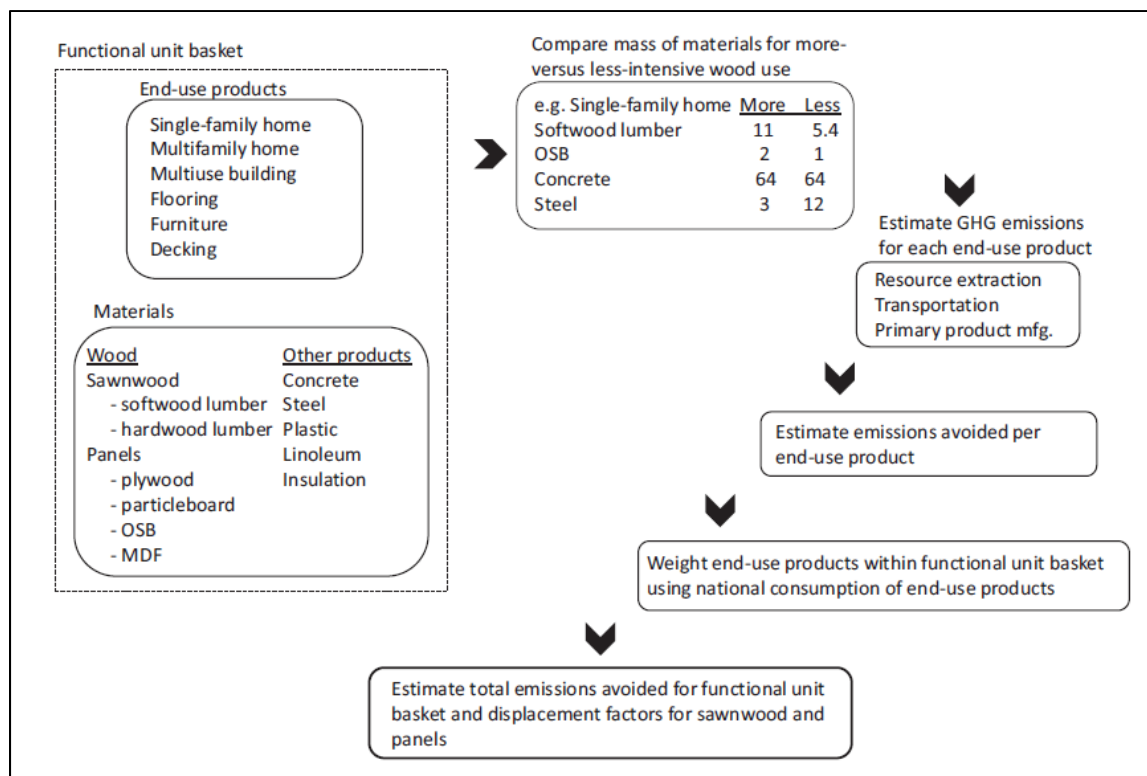 Functional unit basket
End-use products
Single-family home
Multifamily home
Multiuse building
Flooring
Furniture
Decking
Materials
Wood Other products
Sawnwood Concrete
- softwood lumber Steel
- hardwood lumber Plastic
Panels Linoleum
- plywood Insulation
- particleboard
- OSB
- MDF
Compare mass of materials for more-
versus less-intensive wood use
e.g. Single-family home More Less
Softwood lumber 11 5.4
OSB 2 1
Concrete 64 64
Steel 3 12
Estimate GHG emissions
for each end-use product
Resource extraction
Transportation
Primary product mfg.
Estimate emissions avoided per
end-use product
Weight end-use products within functional unit basket
using national consumption of end-use products
Estimate total emissions avoided for functional unit
basket and displacement factors for sawnwood and
panels